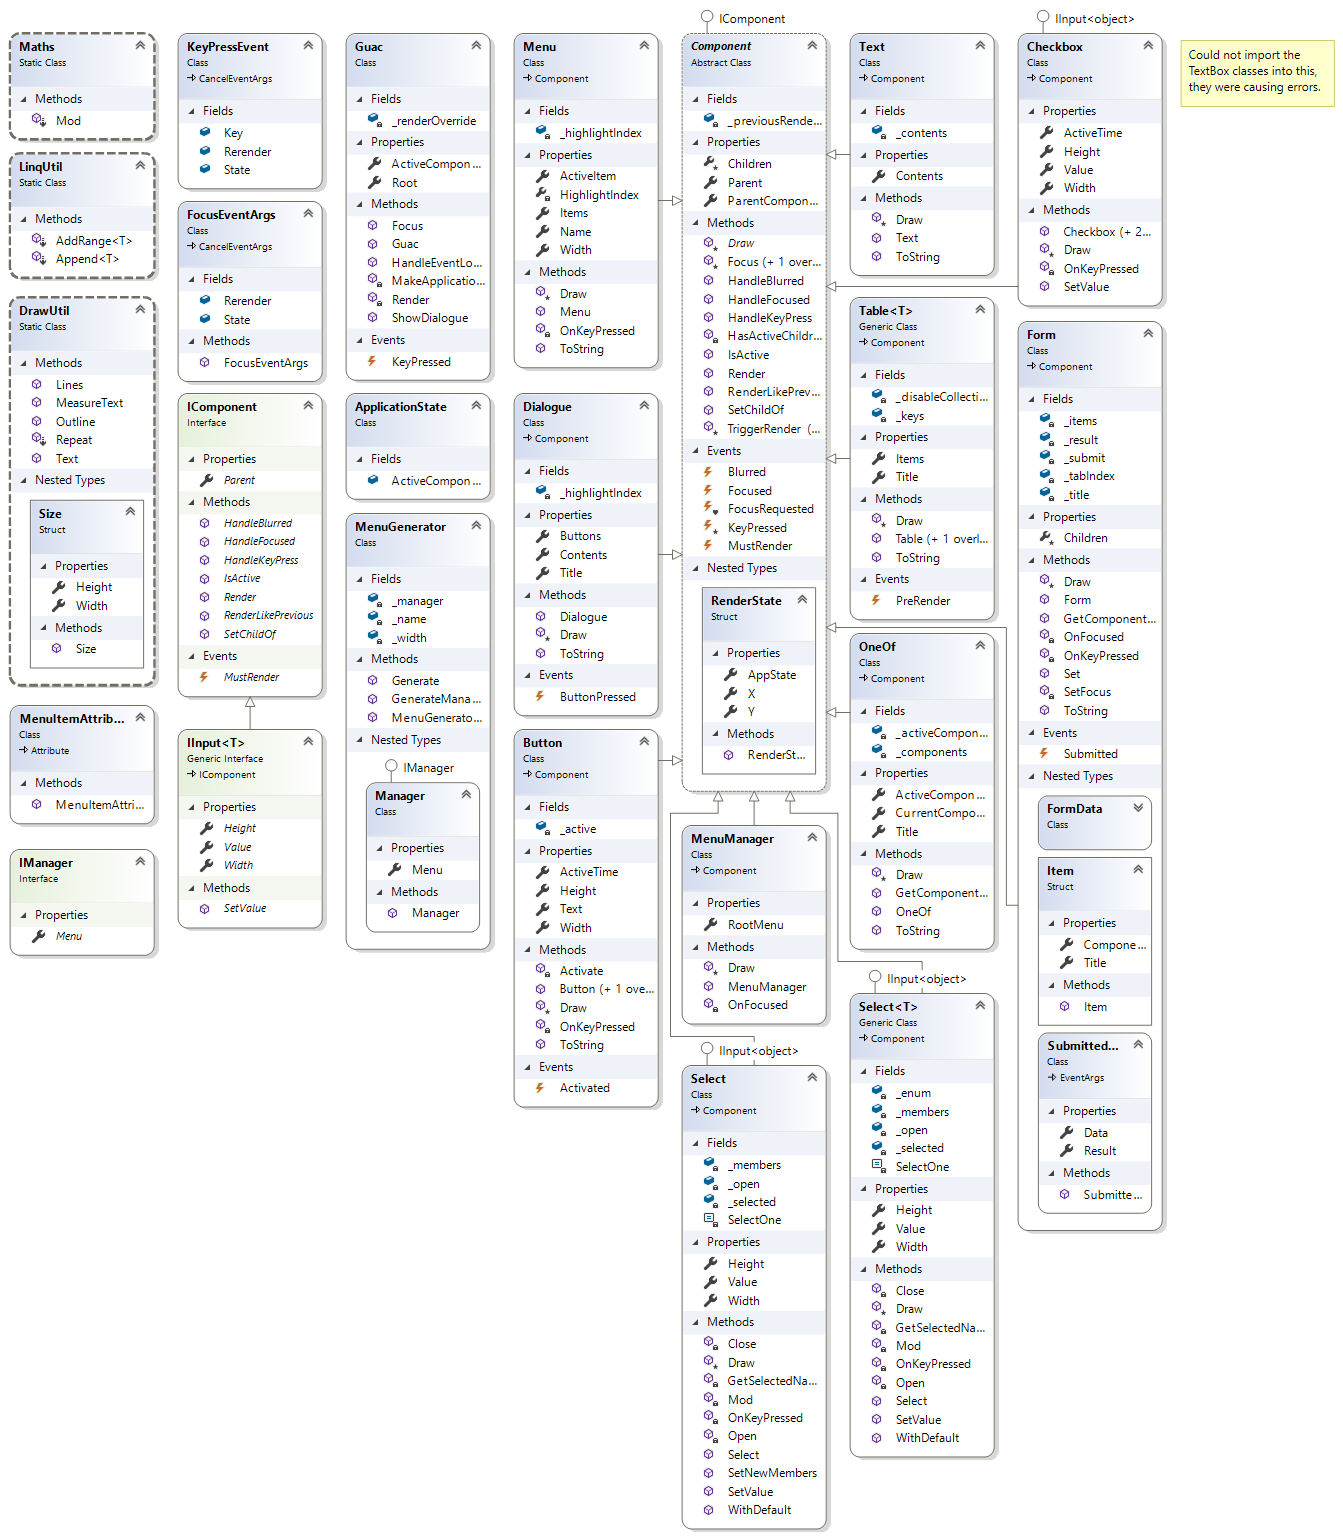 Maths
Static Class
Methods
Mod
LinqUtil
Static Class
Methods
AddRange<T>
Append<T>
DrawUtil
Static Class
Methods
Lines
MeasureText
Outline
Repeat
Text
Nested Types
Size
Struct
Properties
Height
Width
Methods
Size
MenuItemAttrib...
Class
Attribute
Methods
MenuItemAttri...
IManager
Interface
Properties
Menu
KeyPressEvent
Class
CancelEventArgs
Fields
Key
Rerender
State
FocusEventArgs
Class
CancelEventArgs
Fields
Rerender
State
Methods
FocusEventArgs
IComponent
Interface
Properties
Parent
Methods
HandleBlurred
HandleFocused
HandleKeyPress
IsActive
Render
RenderLikePrevious
SetChildOf
Events
MustRender
IInput<T>
Generic Interface
IComponent
Properties
Height
Value
Width
Methods
SetValue
Guac
Class
Fields
_renderOverride
Properties
ActiveCompon...
Root
Methods
Focus
Guac
HandleEventLo...
MakeApplicatio...
Render
ShowDialogue
Events
KeyPressed
ApplicationState
Class
Fields
ActiveCompon...
MenuGenerator
Class
Fields
_manager
_name
_width
Methods
Generate
GenerateMana...
MenuGenerato...
Nested Types
IManager
Manager
Class
Properties
Menu
Methods
Manager
Menu
Class
Component
Fields
_highlightIndex
Properties
ActiveItem
HighlightIndex
Items
Name
Width
Methods
Draw
Menu
OnKeyPressed
ToString
Dialogue
Class
Component
Fields
_highlightIndex
Properties
Buttons
Contents
Title
Methods
Dialogue
Draw
ToString
Events
ButtonPressed
Button
Class
Component
Fields
_active
Properties
ActiveTime
Height
Text
Width
Methods
Activate
Button (+ 1 ove...
Draw
OnKeyPressed
ToString
Events
Activated
IComponent
Component
Abstract Class
Fields
_previousRende...
Properties
Children
Parent
ParentCompon...
Methods
Draw
Focus (+ 1 over...
HandleBlurred
HandleFocused
HandleKeyPress
HasActiveChildr...
IsActive
Render
RenderLikePrev...
SetChildOf
TriggerRender (...
Events
Blurred
Focused
FocusRequested
KeyPressed
MustRender
Nested Types
RenderState
Struct
Properties
AppState
X
Y
Methods
RenderSt...
MenuManager
Class
Component
Properties
RootMenu
Methods
Draw
MenuManager
OnFocused
IInput<object>
Select
Class
Component
Fields
_members
_open
_selected
SelectOne
Properties
Height
Value
Width
Methods
Close
Draw
GetSelectedNa...
Mod
OnKeyPressed
Open
Select
SetNewMembers
SetValue
WithDefault
Text
Class
Component
Fields
_contents
Properties
Contents
Methods
Draw
Text
ToString
Table<T>
Generic Class
Component
Fields
_disableCollecti...
_keys
Properties
Items
Title
Methods
Draw
Table (+ 1 overl...
ToString
Events
PreRender
OneOf
Class
Component
Fields
_activeCompon...
_components
Properties
ActiveCompon...
CurrentCompo...
Title
Methods
Draw
GetComponent...
OneOf
ToString
IInput<object>
Select<T>
Generic Class
Component
Fields
_enum
_members
_open
_selected
SelectOne
Properties
Height
Value
Width
Methods
Close
Draw
GetSelectedNa...
Mod
OnKeyPressed
Open
Select
SetValue
WithDefault
IInput<object>
Checkbox
Class
Component
Properties
ActiveTime
Height
Value
Width
Methods
Checkbox (+ 2...
Draw
OnKeyPressed
SetValue
Form
Class
Component
Fields
_items
_result
_submit
_tabIndex
_title
Properties
Children
Methods
Draw
Form
GetComponent...
OnFocused
OnKeyPressed
Set
SetFocus
ToString
Events
Submitted
Nested Types
FormData
Class
Item
Struct
Properties
Compone...
Title
Methods
Item
Submitted...
Class
EventArgs
Properties
Data
Result
Methods
Submitte...
Could not import the
TextBox classes into this,
they were causing errors.